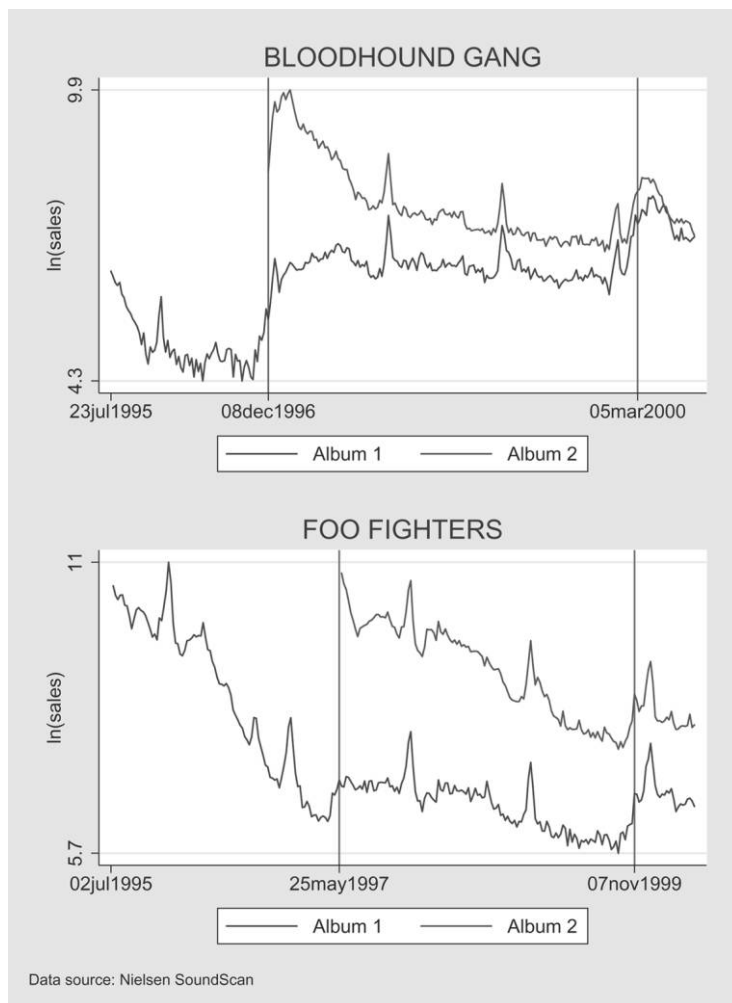 BLOODHOUND GANG
9.9
ln(sales)
4.3
23jul1995 08dec1996 05mar2000
Album 1 Album 2
FOO FIGHTERS
11
ln(sales)
5.7
02jul1995 25may1997 07nov1999
Album 1 Album 2
Data source: Nielsen SoundScan